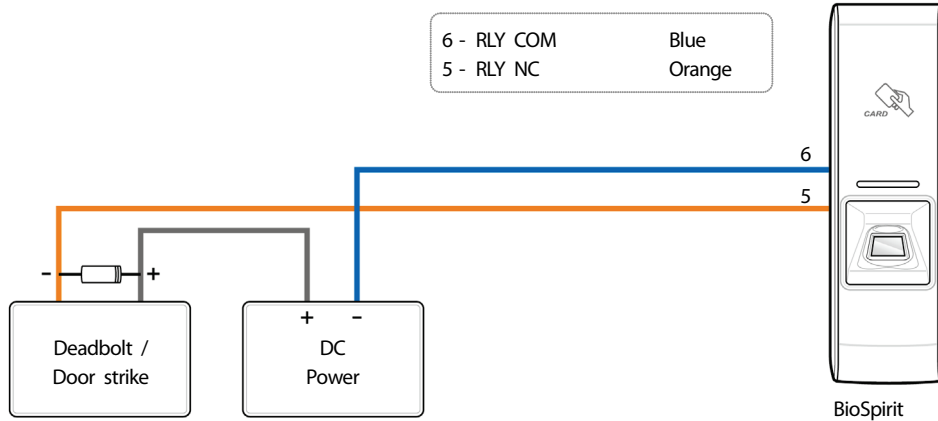 6 - RLY COM Blue
5 - RLY NC Orange
CARD
6
5
- +
+ -
Deadbolt /
Door strike
DC
Power
BioSpirit